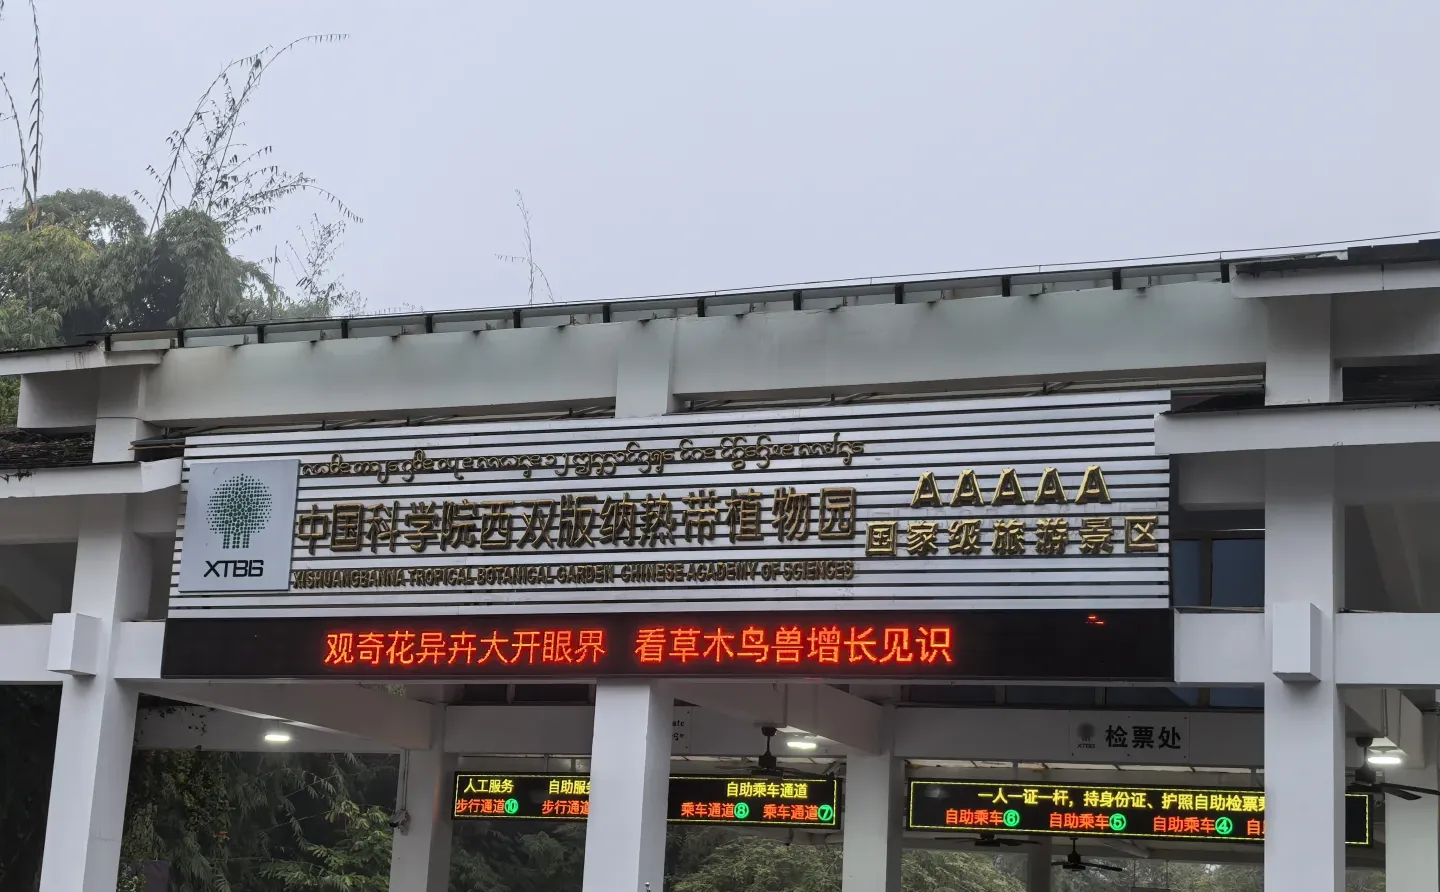 XTBG
中国科学院西双版纳热带植物园
XISHUANGBANNA TROPICAL BOTANICAL GARDEN CHINESE ACADEMY OF SCIENCES
AAAAA
国家级旅游景区
观奇花异卉大开眼界 看草木鸟兽增长见识
XTBG 检票处
人工服务 自助服
步行通道⑩ 步行通道
自助乘车通道
乘车通道⑧ 乘车通道⑦
一人一证一杆，持身份证、护照自助检票
自助乘车⑥ 自助乘车⑤ 自助乘车④ 自